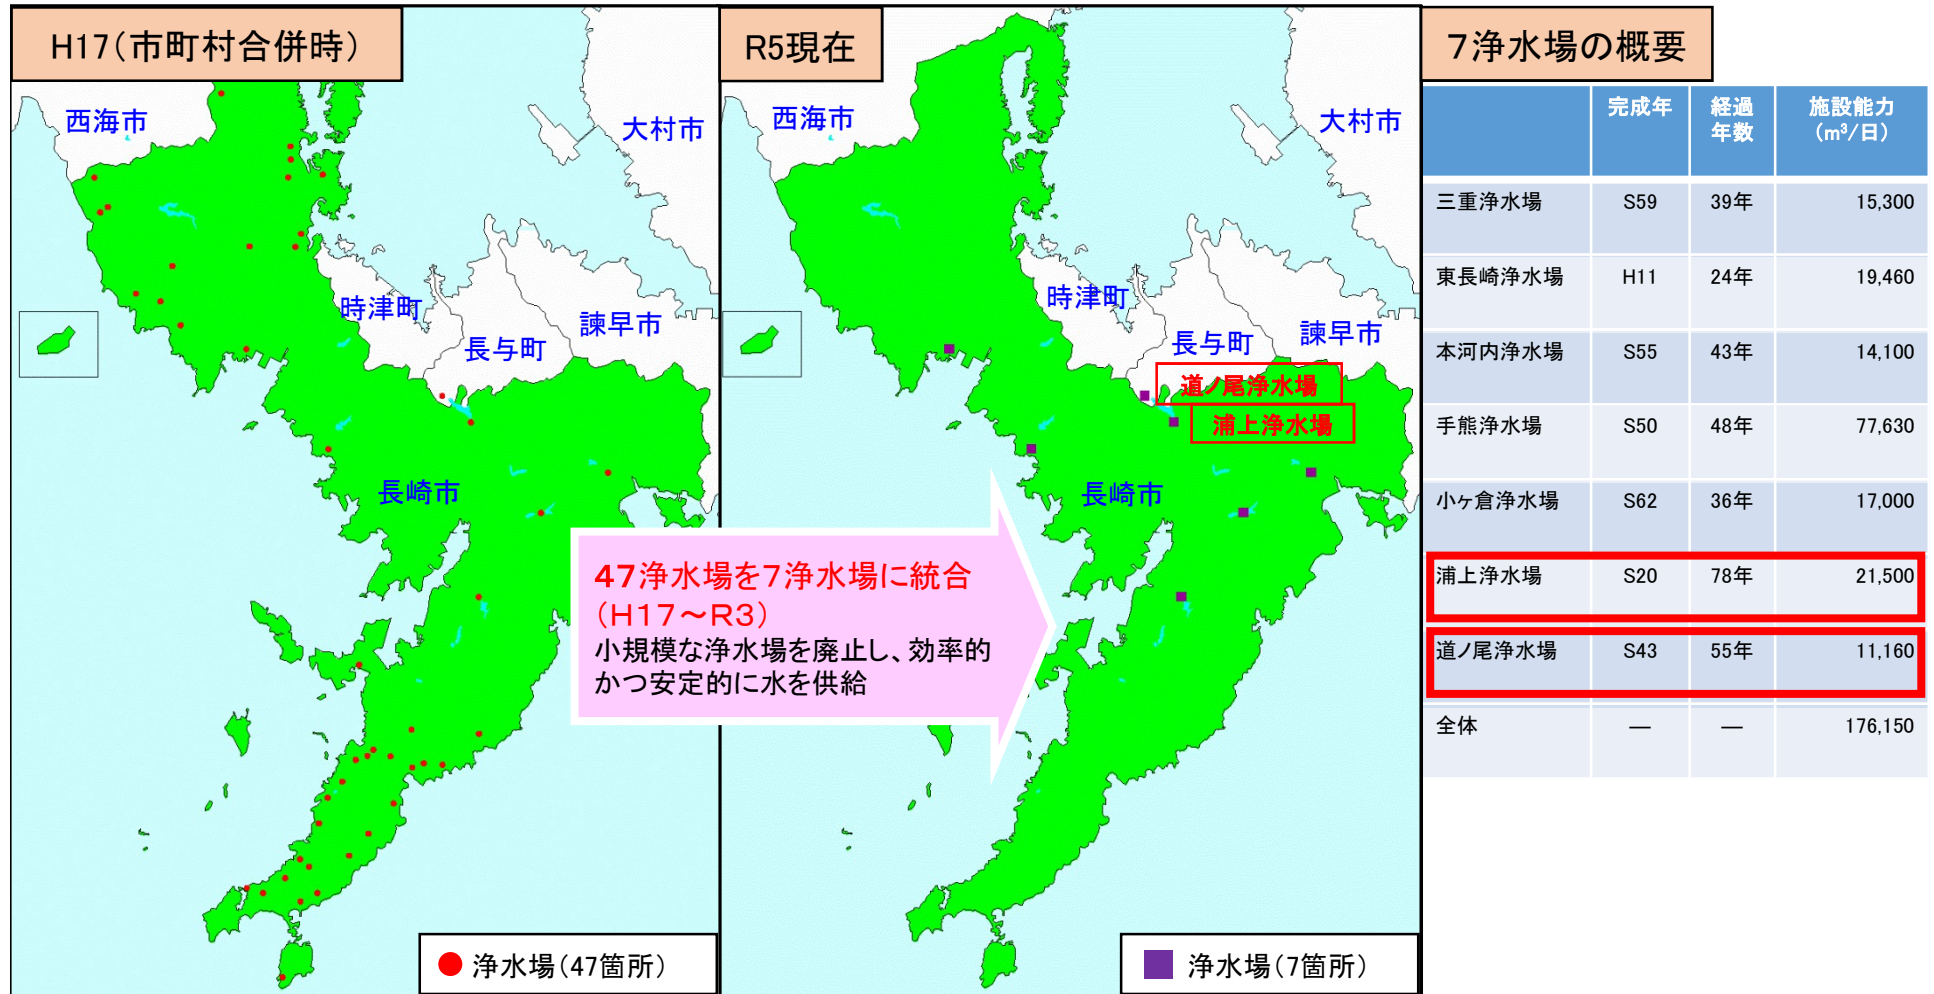 H17(市町村合併時)
西海市
大村市
時津町
長与町
諫早市
長崎市
浄水場(47箇所)
47浄水場を7浄水場に統合
(H17～R3)
小規模な浄水場を廃止し、効率的
かつ安定的に水を供給
R5現在
西海市
大村市
時津町
長与町
諫早市
道ノ尾浄水場
浦上浄水場
長崎市
浄水場(7箇所)
7浄水場の概要
完成年 経過年数 施設能力(m³/日)
三重浄水場 S59 39年 15,300
東長崎浄水場 H11 24年 19,460
本河内浄水場 S55 43年 14,100
手熊浄水場 S50 48年 77,630
小ヶ倉浄水場 S62 36年 17,000
浦上浄水場 S20 78年 21,500
道ノ尾浄水場 S43 55年 11,160
全体 ― ― 176,150